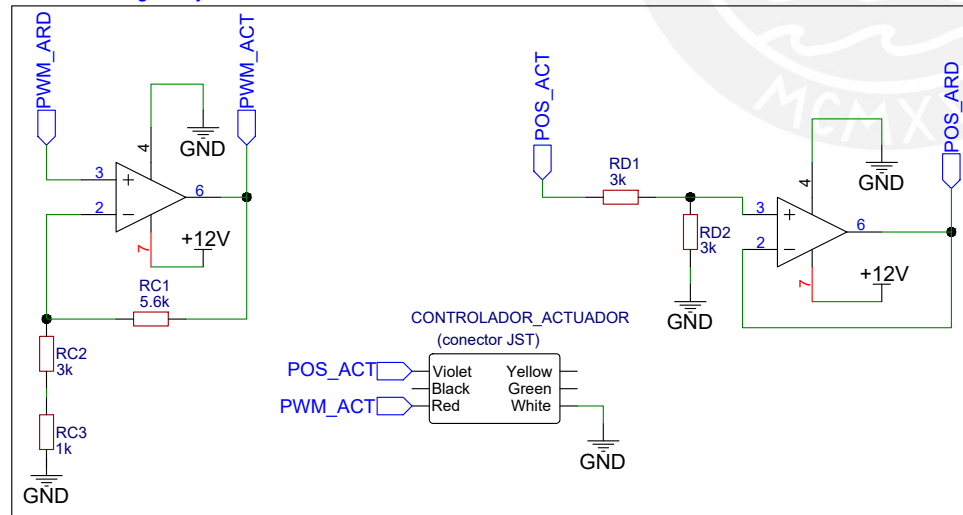 PWM_ARD
PWM_ACT
4
GND
3
+
6
2
−
7
+12V
RC1
5.6k
RC2
3k
RC3
1k
GND
POS_ACT
RD1
3k
RD2
3k
GND
POS_ARD
4
GND
3
+
6
2
−
7
+12V
CONTROLADOR_ACTUADOR
(conector JST)
POS_ACT Violet Yellow
Black Green
PWM_ACT Red White
GND
MCMX